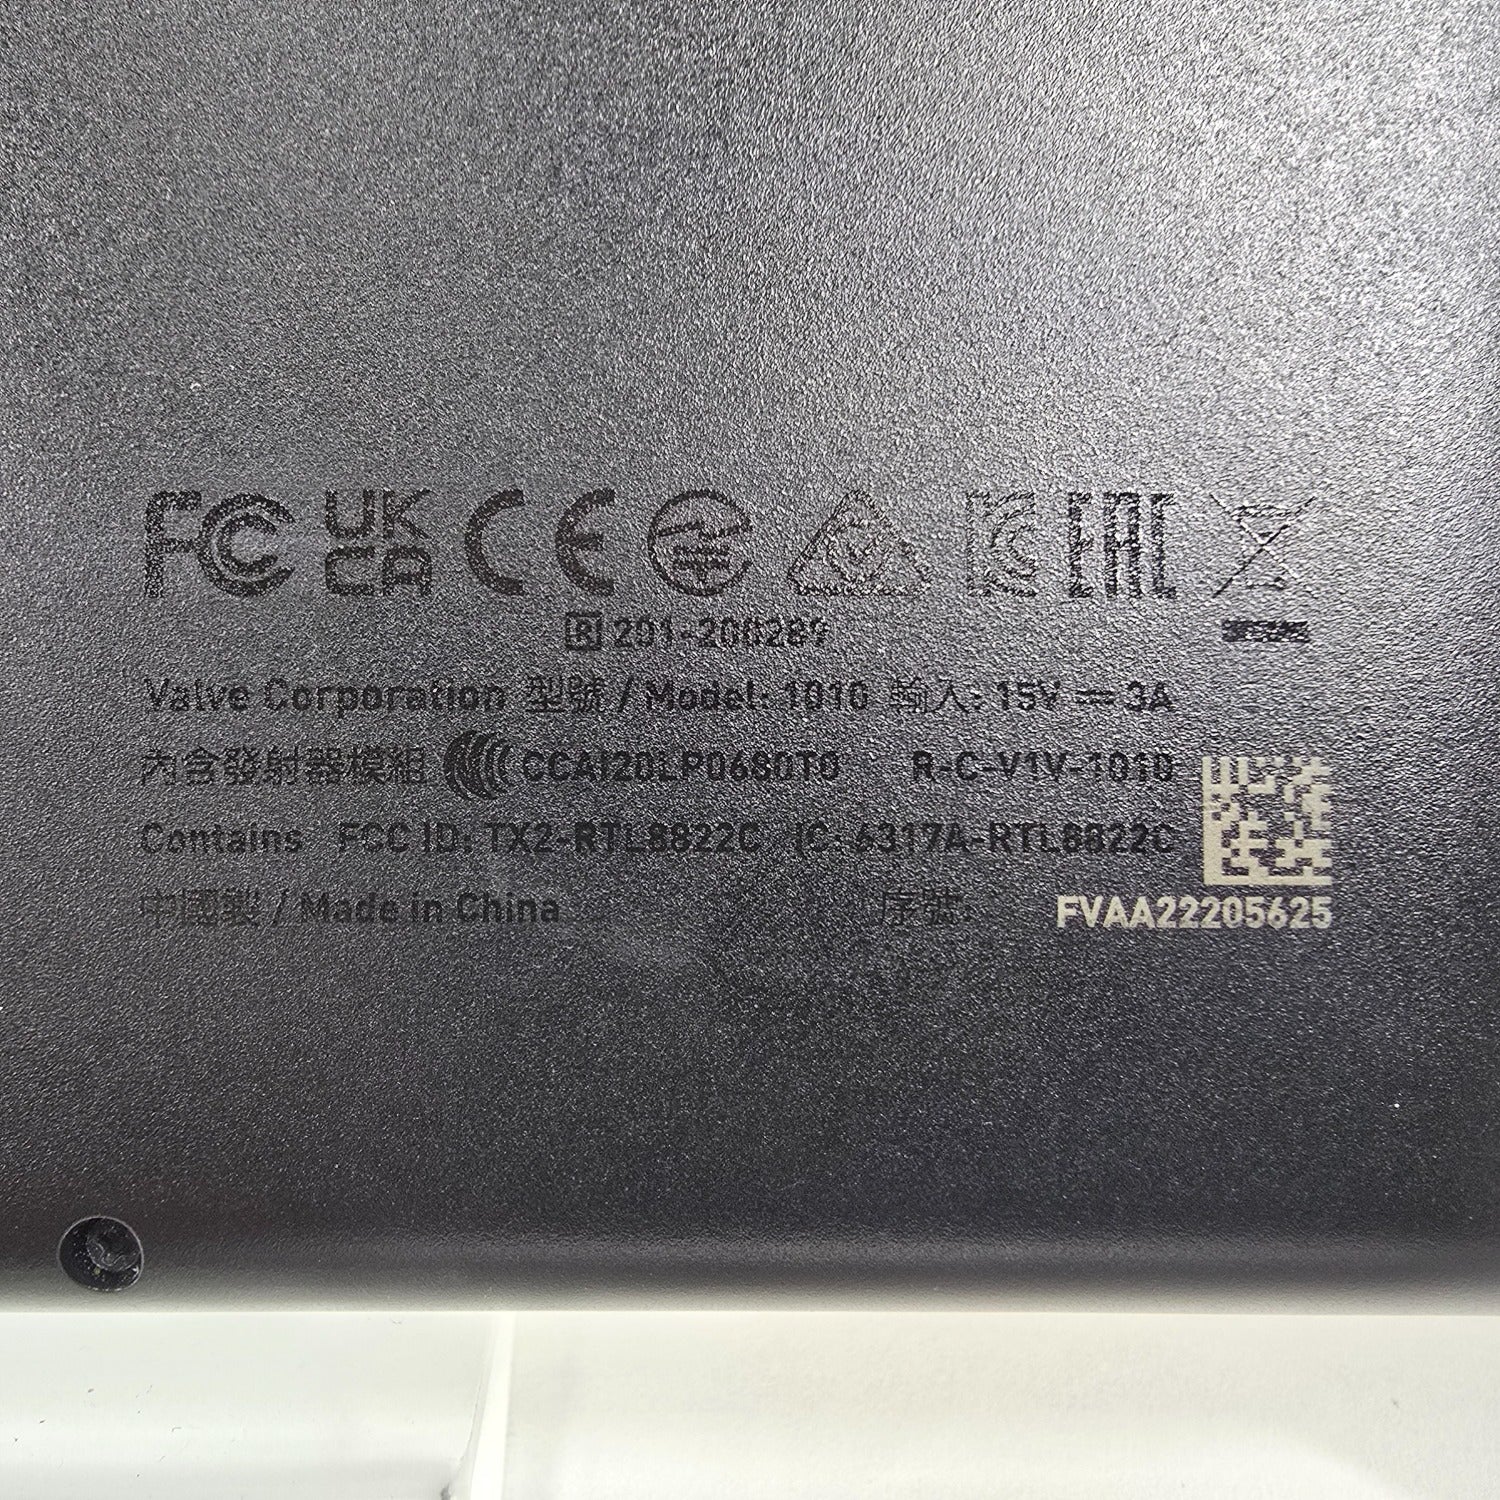 FC UK CA CE KC EAC
R 201-200289
Valve Corporation 型號 / Model: 1010 輸入: 15V ⎓ 3A
內含發射器模組 CCAI20LP0680T0 R-C-V1V-1010
Contains FCC ID: TX2-RTL8822C IC: 6317A-RTL8822C
中國製 / Made in China 序號: FVAA22205625